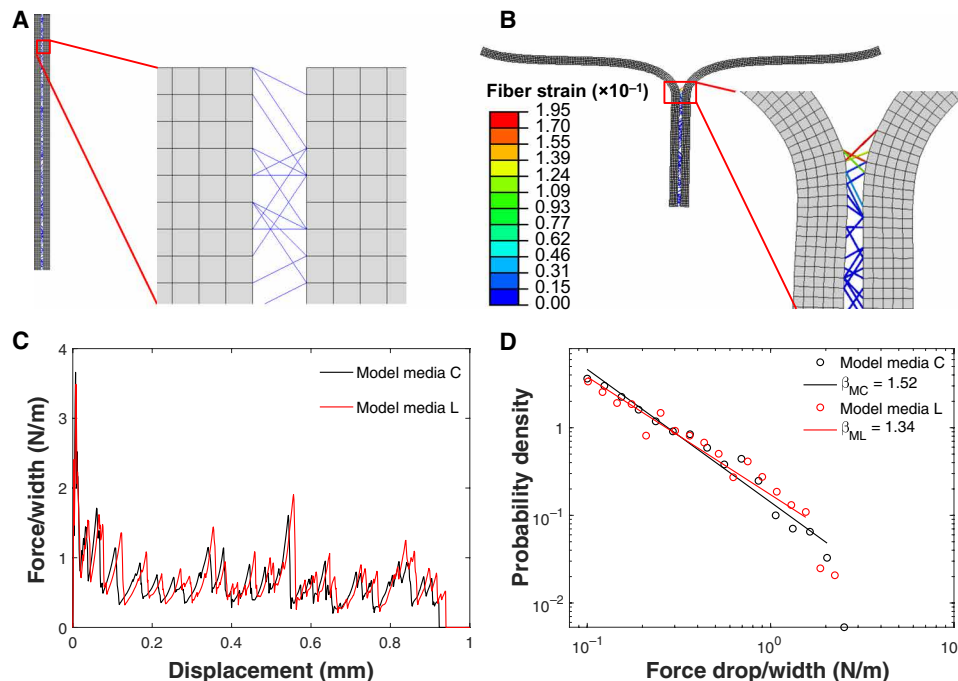 A
B
Fiber strain (×10⁻¹)
1.95
1.70
1.55
1.39
1.24
1.09
0.93
0.77
0.62
0.46
0.31
0.15
0.00
C
4
3
2
1
0
Force/width (N/m)
Model media C
Model media L
0
0.2
0.4
0.6
0.8
1
Displacement (mm)
D
Probability density
1
10⁻¹
10⁻²
Model media C
β_MC = 1.52
Model media L
β_ML = 1.34
10⁻¹
10⁰
10
Force drop/width (N/m)